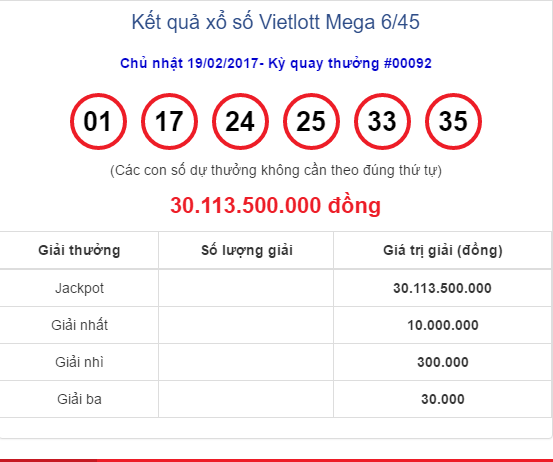 Kết quả xổ số Vietlott Mega 6/45
Chủ nhật 19/02/2017- Kỳ quay thưởng #00092
01 17 24 25 33 35
(Các con số dự thưởng không cần theo đúng thứ tự)
30.113.500.000 đồng
Giải thưởng Số lượng giải Giá trị giải (đồng)
Jackpot 30.113.500.000
Giải nhất 10.000.000
Giải nhì 300.000
Giải ba 30.000